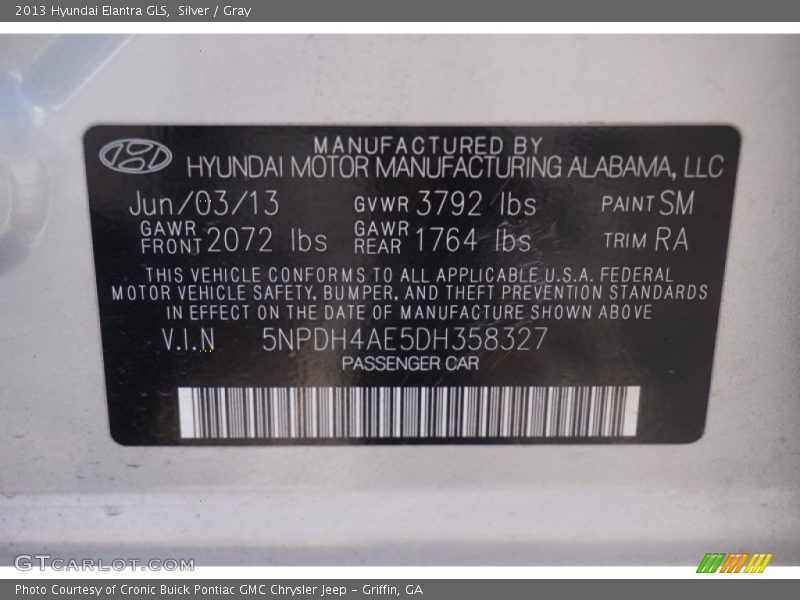 2013 Hyundai Elantra GLS, Silver / Gray
MANUFACTURED BY
HYUNDAI MOTOR MANUFACTURING ALABAMA, LLC
Jun/03/13 GVWR 3792 lbs PAINT SM
GAWR FRONT 2072 lbs GAWR REAR 1764 lbs TRIM RA
THIS VEHICLE CONFORMS TO ALL APPLICABLE U.S.A. FEDERAL
MOTOR VEHICLE SAFETY, BUMPER, AND THEFT PREVENTION STANDARDS
IN EFFECT ON THE DATE OF MANUFACTURE SHOWN ABOVE
V.I.N 5NPDH4AE5DH358327
PASSENGER CAR
GTCarLot.com
Photo Courtesy of Cronic Buick Pontiac GMC Chrysler Jeep - Griffin, GA